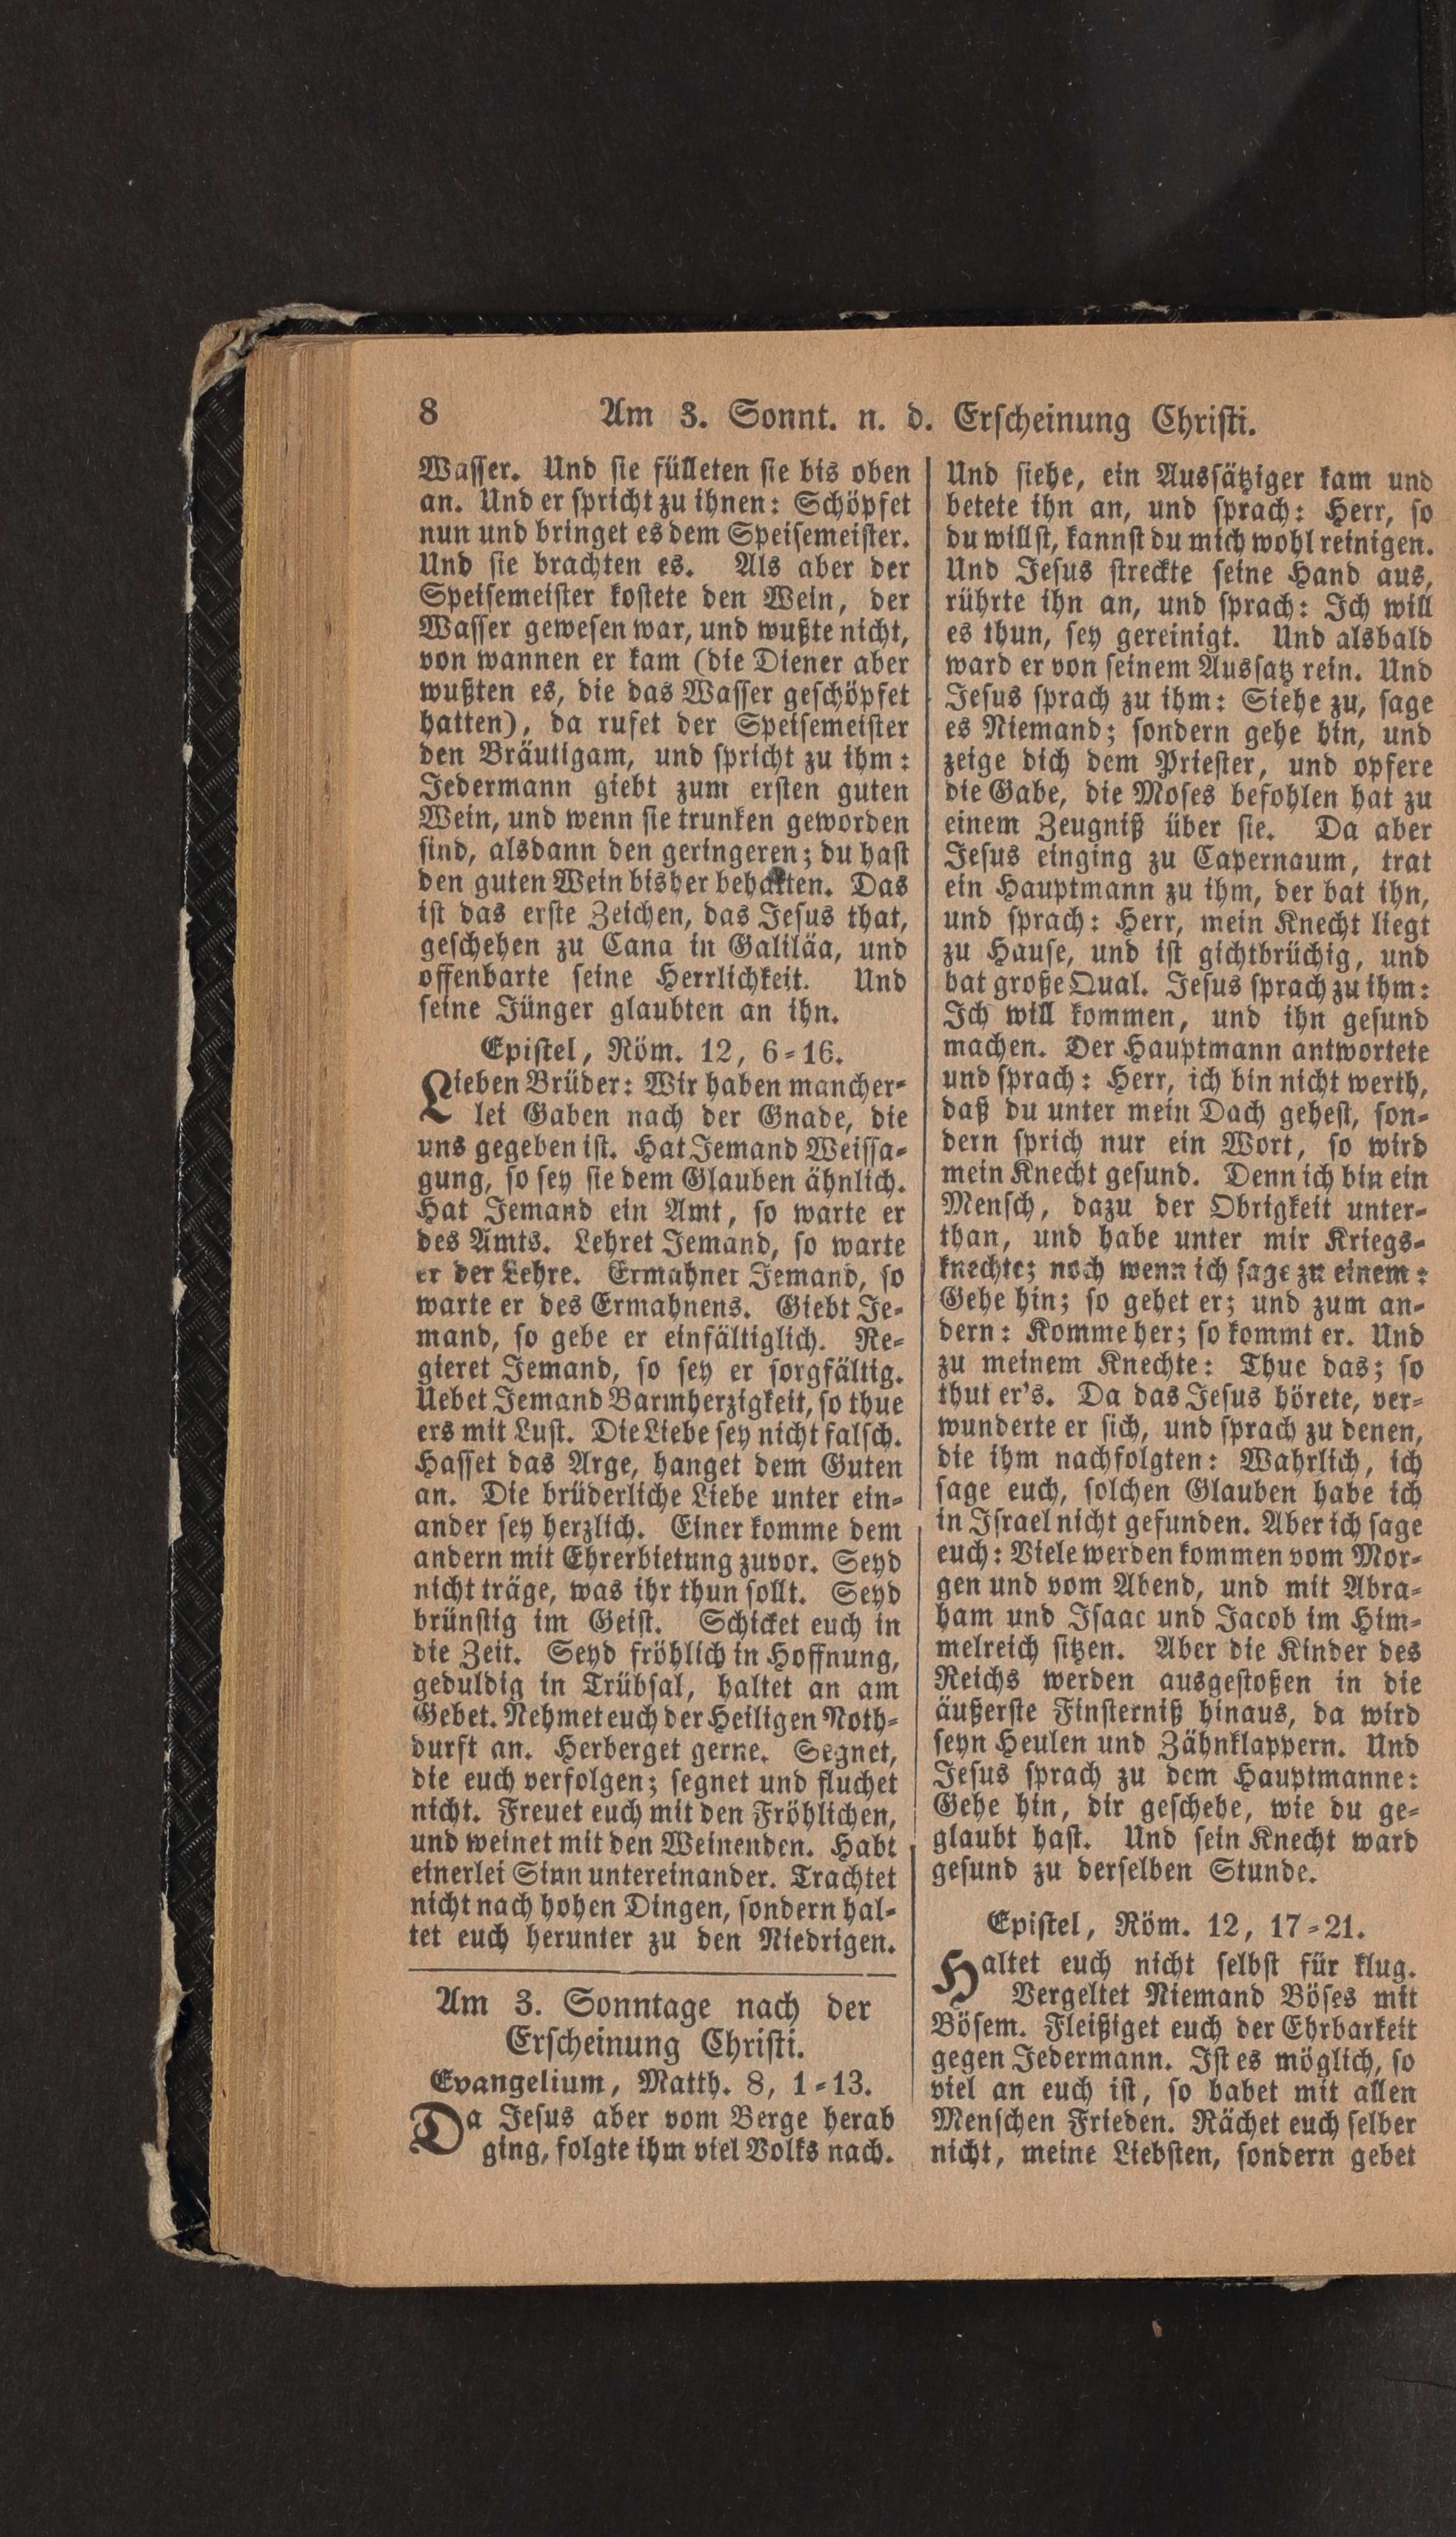 8 Am 3. Sonnt. n. d. Erscheinung Christi.
Wasser. Und sie fülleten sie bis oben
an. Und er spricht zu ihnen: Schöpfet
nun und bringet es dem Speisemeister.
Und sie brachten es. Als aber der
Speisemeister kostete den Wein, der
Wasser gewesen war, und wußte nicht,
von wannen er kam (die Diener aber
wußten es, die das Wasser geschöpfet
hatten), da rufet der Speisemeister
den Bräutigam, und spricht zu ihm:
Jedermann giebt zum ersten guten
Wein, und wenn sie trunken geworden
sind, alsdann den geringeren; du hast
den guten Wein bisher behalten. Das
ist das erste Zeichen, das Jesus that,
geschehen zu Cana in Galiläa, und
offenbarte seine Herrlichkeit. Und
seine Jünger glaubten an ihn.
Epistel, Röm. 12, 6-16.
Lieben Brüder: Wir haben mancher-
lei Gaben nach der Gnade, die
uns gegeben ist. Hat Jemand Weissa-
gung, so sey sie dem Glauben ähnlich.
Hat Jemand ein Amt, so warte er
des Amts. Lehret Jemand, so warte
er der Lehre. Ermahnet Jemand, so
warte er des Ermahnens. Giebt Je-
mand, so gebe er einfältiglich. Re-
gieret Jemand, so sey er sorgfältig.
Uebet Jemand Barmherzigkeit, so thue
ers mit Lust. Die Liebe sey nicht falsch.
Hasset das Arge, hanget dem Guten
an. Die brüderliche Liebe unter ein-
ander sey herzlich. Einer komme dem
andern mit Ehrerbietung zuvor. Seyd
nicht träge, was ihr thun sollt. Seyd
brünstig im Geist. Schicket euch in
die Zeit. Seyd fröhlich in Hoffnung,
geduldig in Trübsal, haltet an am
Gebet. Nehmet euch der Heiligen Noth-
durft an. Herberget gerne. Segnet,
die euch verfolgen; segnet und fluchet
nicht. Freuet euch mit den Fröhlichen,
und weinet mit den Weinenden. Habt
einerlei Sinn untereinander. Trachtet
nicht nach hohen Dingen, sondern hal-
tet euch herunter zu den Niedrigen.
Am 3. Sonntage nach der
Erscheinung Christi.
Evangelium, Matth. 8, 1-13.
Da Jesus aber vom Berge herab
ging, folgte ihm viel Volks nach.
Und siehe, ein Aussätziger kam und
betete ihn an, und sprach: Herr, so
du willst, kannst du mich wohl reinigen.
Und Jesus streckte seine Hand aus,
rührte ihn an, und sprach: Ich will
es thun, sey gereinigt. Und alsbald
ward er von seinem Aussatz rein. Und
Jesus sprach zu ihm: Siehe zu, sage
es Niemand; sondern gehe hin, und
zeige dich dem Priester, und opfere
die Gabe, die Moses befohlen hat zu
einem Zeugniß über sie. Da aber
Jesus einging zu Capernaum, trat
ein Hauptmann zu ihm, der bat ihn,
und sprach: Herr, mein Knecht liegt
zu Hause, und ist gichtbrüchig, und
hat große Qual. Jesus sprach zu ihm:
Ich will kommen, und ihn gesund
machen. Der Hauptmann antwortete
und sprach: Herr, ich bin nicht werth,
daß du unter mein Dach gehest, son-
dern sprich nur ein Wort, so wird
mein Knecht gesund. Denn ich bin ein
Mensch, dazu der Obrigkeit unter-
than, und habe unter mir Kriegs-
knechte; noch wenn ich sage zu einem:
Gehe hin; so gehet er; und zum an-
dern: Komme her; so kommt er. Und
zu meinem Knechte: Thue das; so
thut er's. Da das Jesus hörete, ver-
wunderte er sich, und sprach zu denen,
die ihm nachfolgten: Wahrlich, ich
sage euch, solchen Glauben habe ich
in Israel nicht gefunden. Aber ich sage
euch: Viele werden kommen vom Mor-
gen und vom Abend, und mit Abra-
ham und Isaac und Jacob im Him-
melreich sitzen. Aber die Kinder des
Reichs werden ausgestoßen in die
äußerste Finsterniß hinaus, da wird
seyn Heulen und Zähnklappern. Und
Jesus sprach zu dem Hauptmanne:
Gehe hin, dir geschehe, wie du ge-
glaubt hast. Und sein Knecht ward
gesund zu derselben Stunde.
Epistel, Röm. 12, 17-21.
Haltet euch nicht selbst für klug.
Vergeltet Niemand Böses mit
Bösem. Fleißiget euch der Ehrbarkeit
gegen Jedermann. Ist es möglich, so
viel an euch ist, so habet mit allen
Menschen Frieden. Rächet euch selber
nicht, meine Liebsten, sondern gebet